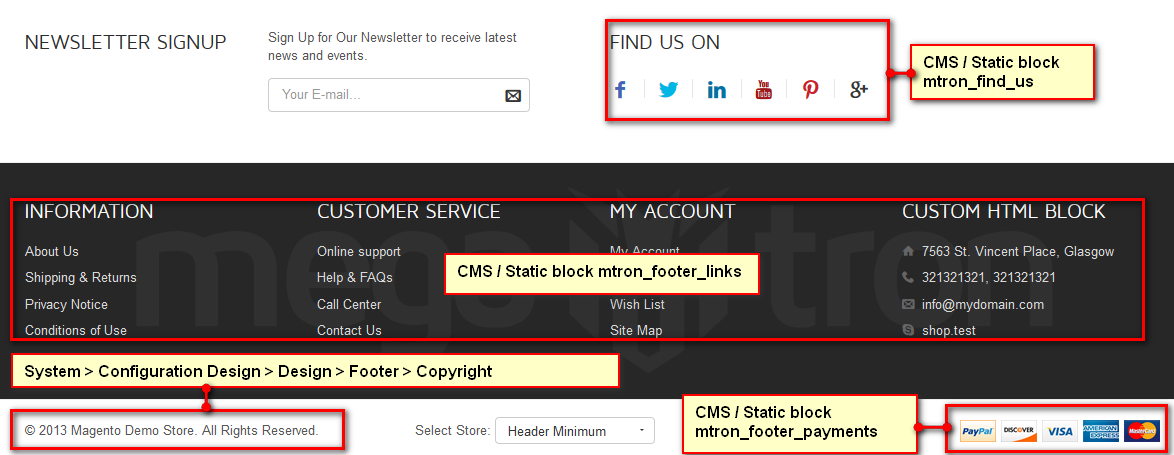 NEWSLETTER SIGNUP
Sign Up for Our Newsletter to receive latest
news and events.
Your E-mail...
FIND US ON
f
in
You
Tube
g+
CMS / Static block
mtron_find_us
INFORMATION
About Us
Shipping & Returns
Privacy Notice
Conditions of Use
CUSTOMER SERVICE
Online support
Help & FAQs
Call Center
Contact Us
MY ACCOUNT
My Account
Wish List
Site Map
CUSTOM HTML BLOCK
7563 St. Vincent Place, Glasgow
321321321, 321321321
info@mydomain.com
shop.test
mega tron
CMS / Static block mtron_footer_links
System > Configuration Design > Design > Footer > Copyright
© 2013 Magento Demo Store. All Rights Reserved.
Select Store:
Header Minimum
CMS / Static block
mtron_footer_payments
PayPal
DISCOVER
VISA
AMERICAN
EXPRESS
MasterCard